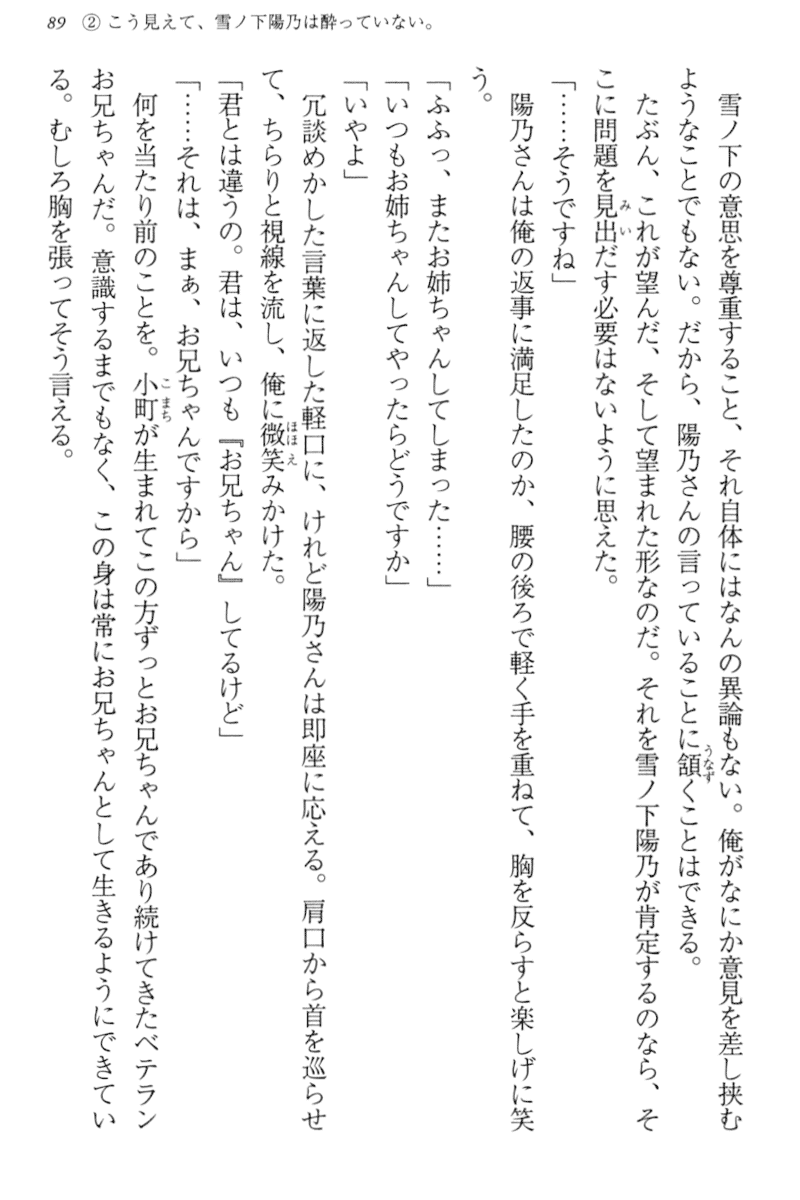 89 ② こう見えて、雪ノ下陽乃は酔っていない。
雪ノ下の意思を尊重すること、それ自体にはなんの異論もない。俺がなにか意見を差し挟む
ようなことでもない。だから、陽乃さんの言っていることに頷くことはできる。
たぶん、これが望んだ、そして望まれた形なのだ。それを雪ノ下陽乃が肯定するのなら、そ
こに問題を見出だす必要はないように思えた。
「……そうですね」
陽乃さんは俺の返事に満足したのか、腰の後ろで軽く手を重ねて、胸を反らすと楽しげに笑
う。
「ふふっ、またお姉ちゃんしてしまった……」
「いつもお姉ちゃんしてやったらどうですか」
「いやよ」
冗談めかした言葉に返した軽口に、けれど陽乃さんは即座に応える。肩口から首を巡らせ
て、ちらりと視線を流し、俺に微笑みかけた。
「君とは違うの。君は、いつも『お兄ちゃん』してるけど」
「……それは、まぁ、お兄ちゃんですから」
何を当たり前のことを。小町が生まれてこの方ずっとお兄ちゃんであり続けてきたベテラン
お兄ちゃんだ。意識するまでもなく、この身は常にお兄ちゃんとして生きるようにできてい
る。むしろ胸を張ってそう言える。